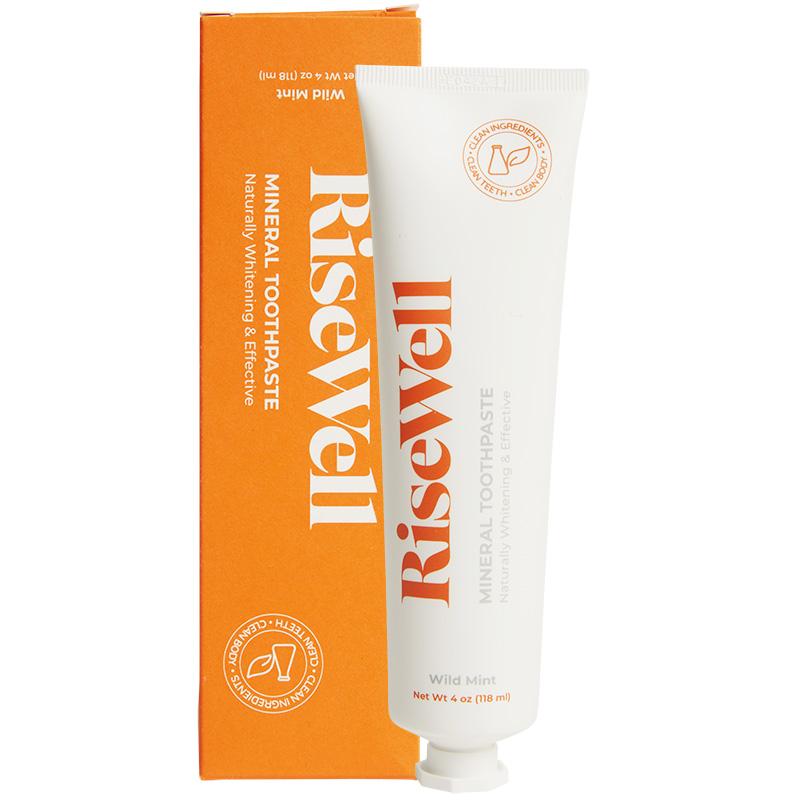 Wild Mint
et Wt 4 oz (118 ml)
RiseWell
MINERAL TOOTHPASTE
Naturally Whitening & Effective
CLEAN INGREDIENTS • CLEAN TEETH • CLEAN BODY •
CLEAN INGREDIENTS • CLEAN BODY • CLEAN TEETH •
RiseWell
MINERAL TOOTHPASTE
Naturally Whitening & Effective
Wild Mint
Net Wt 4 oz (118 ml)